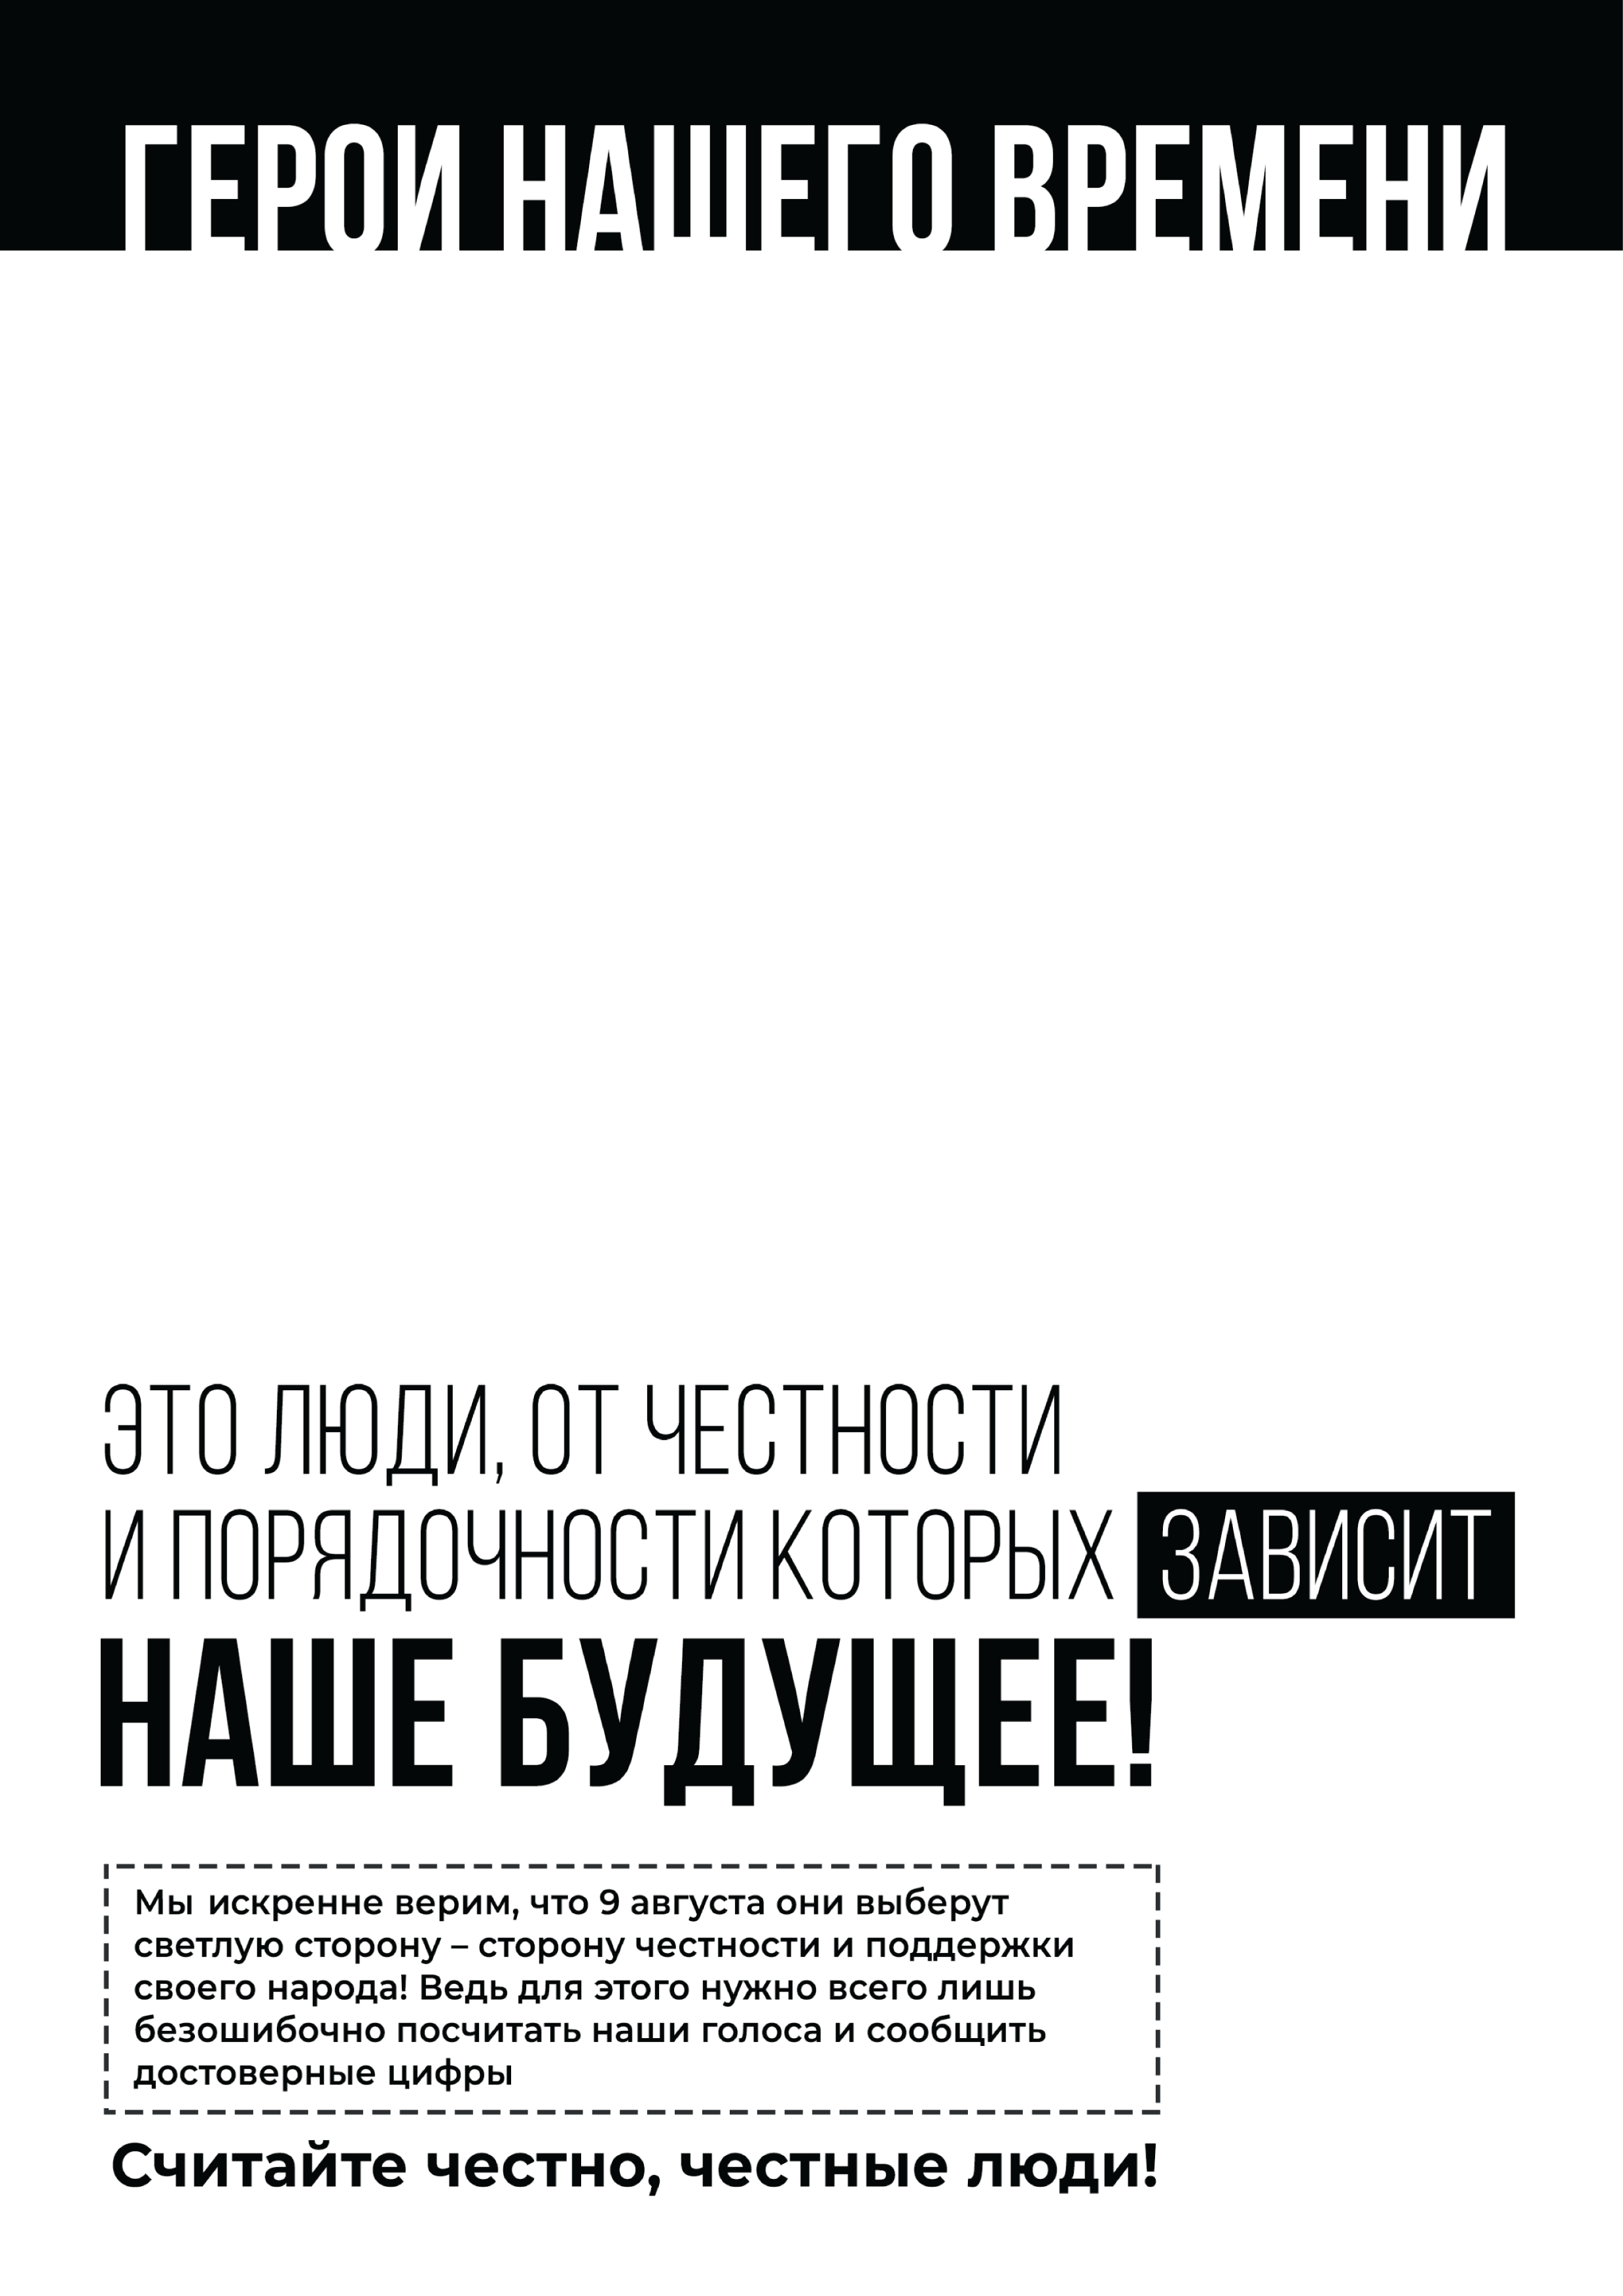 ГЕРОИ НАШЕГО ВРЕМЕНИ
ЭТО ЛЮДИ, ОТ ЧЕСТНОСТИ
И ПОРЯДОЧНОСТИ КОТОРЫХ ЗАВИСИТ
НАШЕ БУДУЩЕЕ!
Мы искренне верим, что 9 августа они выберут
светлую сторону – сторону честности и поддержки
своего народа! Ведь для этого нужно всего лишь
безошибочно посчитать наши голоса и сообщить
достоверные цифры
Считайте честно, честные люди!